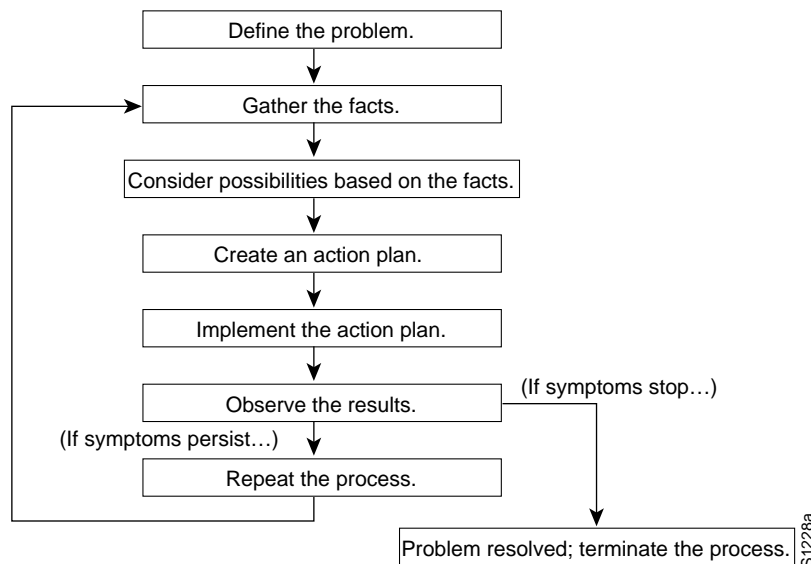 Define the problem.
Gather the facts.
Consider possibilities based on the facts.
Create an action plan.
Implement the action plan.
Observe the results.
(If symptoms stop…)
(If symptoms persist…)
Repeat the process.
Problem resolved; terminate the process.
S1228a